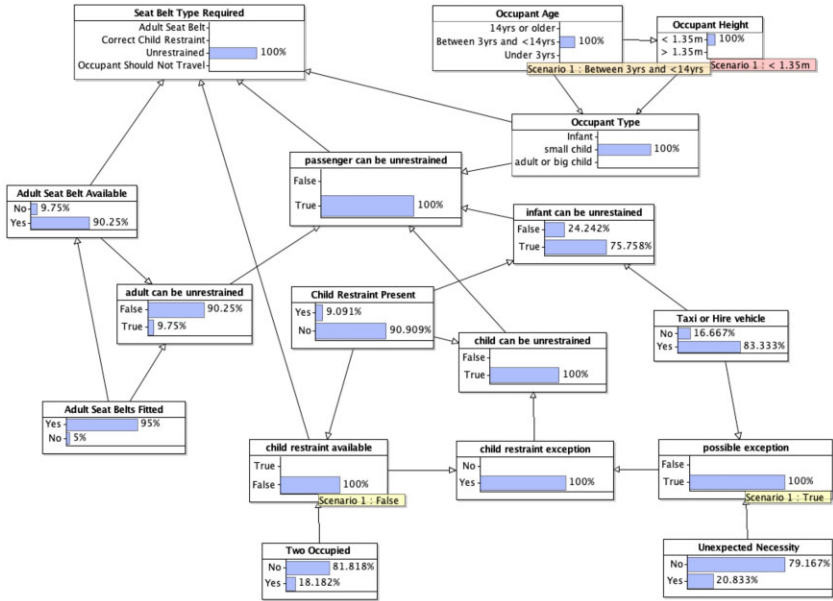 Seat Belt Type Required
Adult Seat Belt
Correct Child Restraint
Unrestrained 100%
Occupant Should Not Travel
Occupant Age
14yrs or older
Between 3yrs and <14yrs 100%
Under 3yrs
Scenario 1 : Between 3yrs and <14yrs
Occupant Height
< 1.35m 100%
> 1.35m
Scenario 1 : < 1.35m
Occupant Type
Infant
small child 100%
adult or big child
passenger can be unrestrained
False
True 100%
Adult Seat Belt Available
No 9.75%
Yes 90.25%
infant can be unrestained
False 24.242%
True 75.758%
adult can be unrestrained
False 90.25%
True 9.75%
Child Restraint Present
Yes 9.091%
No 90.909%
Taxi or Hire vehicle
No 16.667%
Yes 83.333%
child can be unrestrained
False
True 100%
Adult Seat Belts Fitted
Yes 95%
No 5%
child restraint available
True
False 100%
Scenario 1 : False
child restraint exception
No
Yes 100%
possible exception
False
True 100%
Scenario 1 : True
Two Occupied
No 81.818%
Yes 18.182%
Unexpected Necessity
No 79.167%
Yes 20.833%